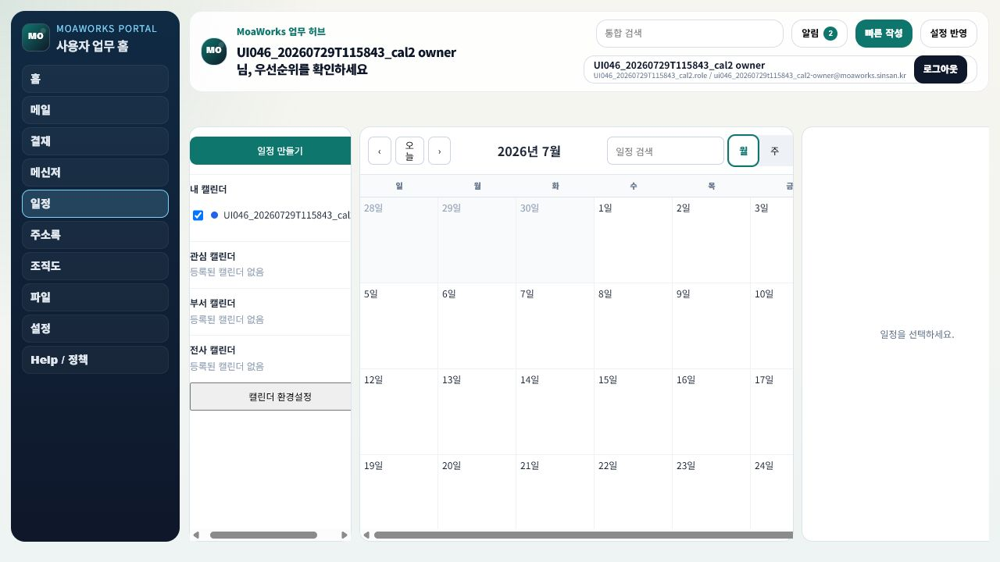 MO
MOAWORKS PORTAL
사용자 업무 홈
홈
메일
결재
메신저
일정
주소록
조직도
파일
설정
Help / 정책
MO
MoaWorks 업무 허브
UI046_20260729T115843_cal2 owner
님, 우선순위를 확인하세요
통합 검색
알림 2
빠른 작성
설정 반영
UI046_20260729T115843_cal2 owner
UI046_20260729T115843_cal2.role / ui046_20260729t115843_cal2-owner@moaworks.sinsan.kr
로그아웃
일정 만들기
내 캘린더
UI046_20260729T115843_cal
관심 캘린더
등록된 캘린더 없음
부서 캘린더
등록된 캘린더 없음
전사 캘린더
등록된 캘린더 없음
캘린더 환경설정
‹
오
늘
›
2026년 7월
일정 검색
월
주
일 월 화 수 목 금
28일 29일 30일 1일 2일 3일
5일 6일 7일 8일 9일 10일
12일 13일 14일 15일 16일 17일
19일 20일 21일 22일 23일 24일
일정을 선택하세요.